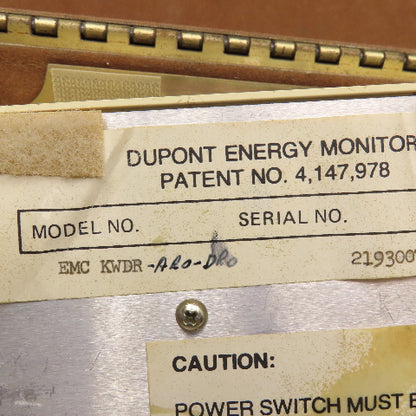 DUPONT ENERGY MONITOR
PATENT NO. 4,147,978
MODEL NO. SERIAL NO.
EMC KWDR-ARO-DRO 219300
CAUTION:
POWER SWITCH MUST